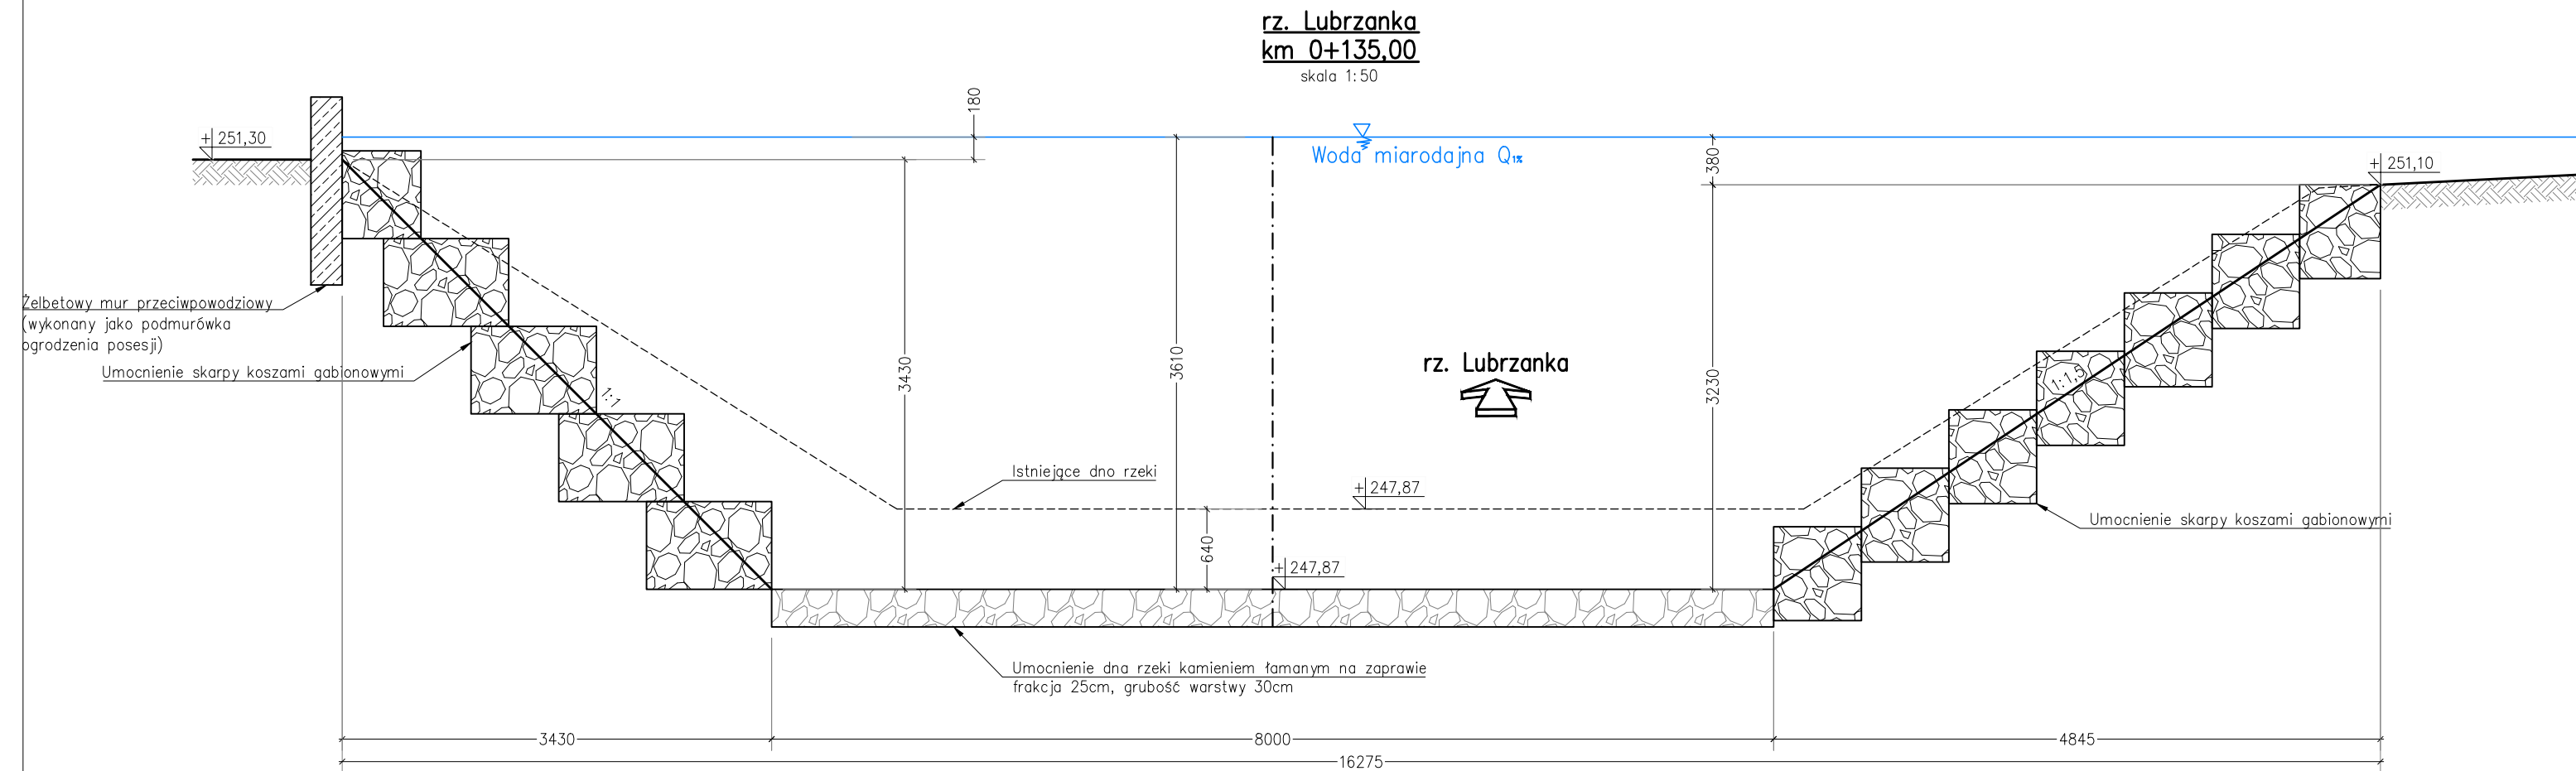 rz. Lubrzanka
km 0+135,00
skala 1:50
180
251,30
Woda miarodajna Q1%
380
251,10
Żelbetowy mur przeciwpowodziowy
(wykonany jako podmurówka
ogrodzenia posesji)
Umocnienie skarpy koszami gabionowymi
1:1
3430
3610
rz. Lubrzanka
3230
1:1,5
Istniejące dno rzeki
247,87
640
247,87
Umocnienie skarpy koszami gabionowymi
Umocnienie dna rzeki kamieniem łamanym na zaprawie
frakcja 25cm, grubość warstwy 30cm
3430
8000
4845
16275